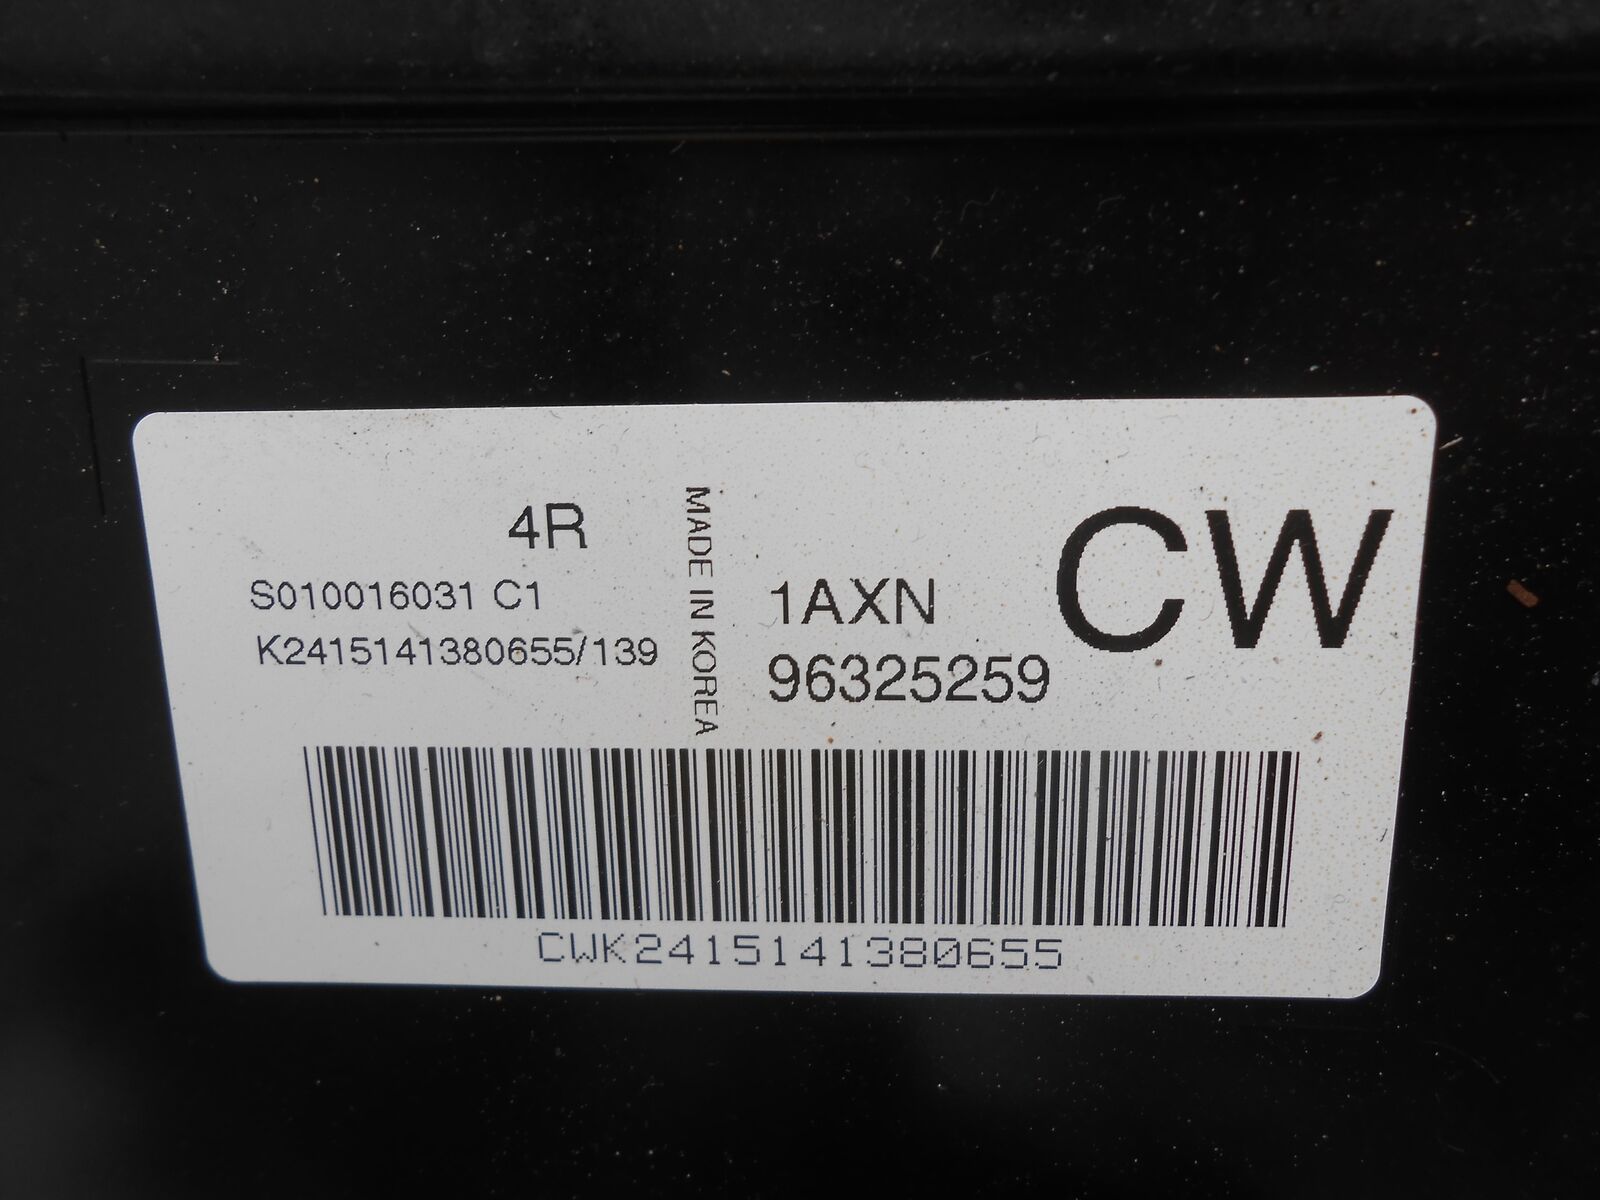 4R
S010016031 C1
K2415141380655/139
MADE IN KOREA
1AXN
96325259
CW
CWK2415141380655